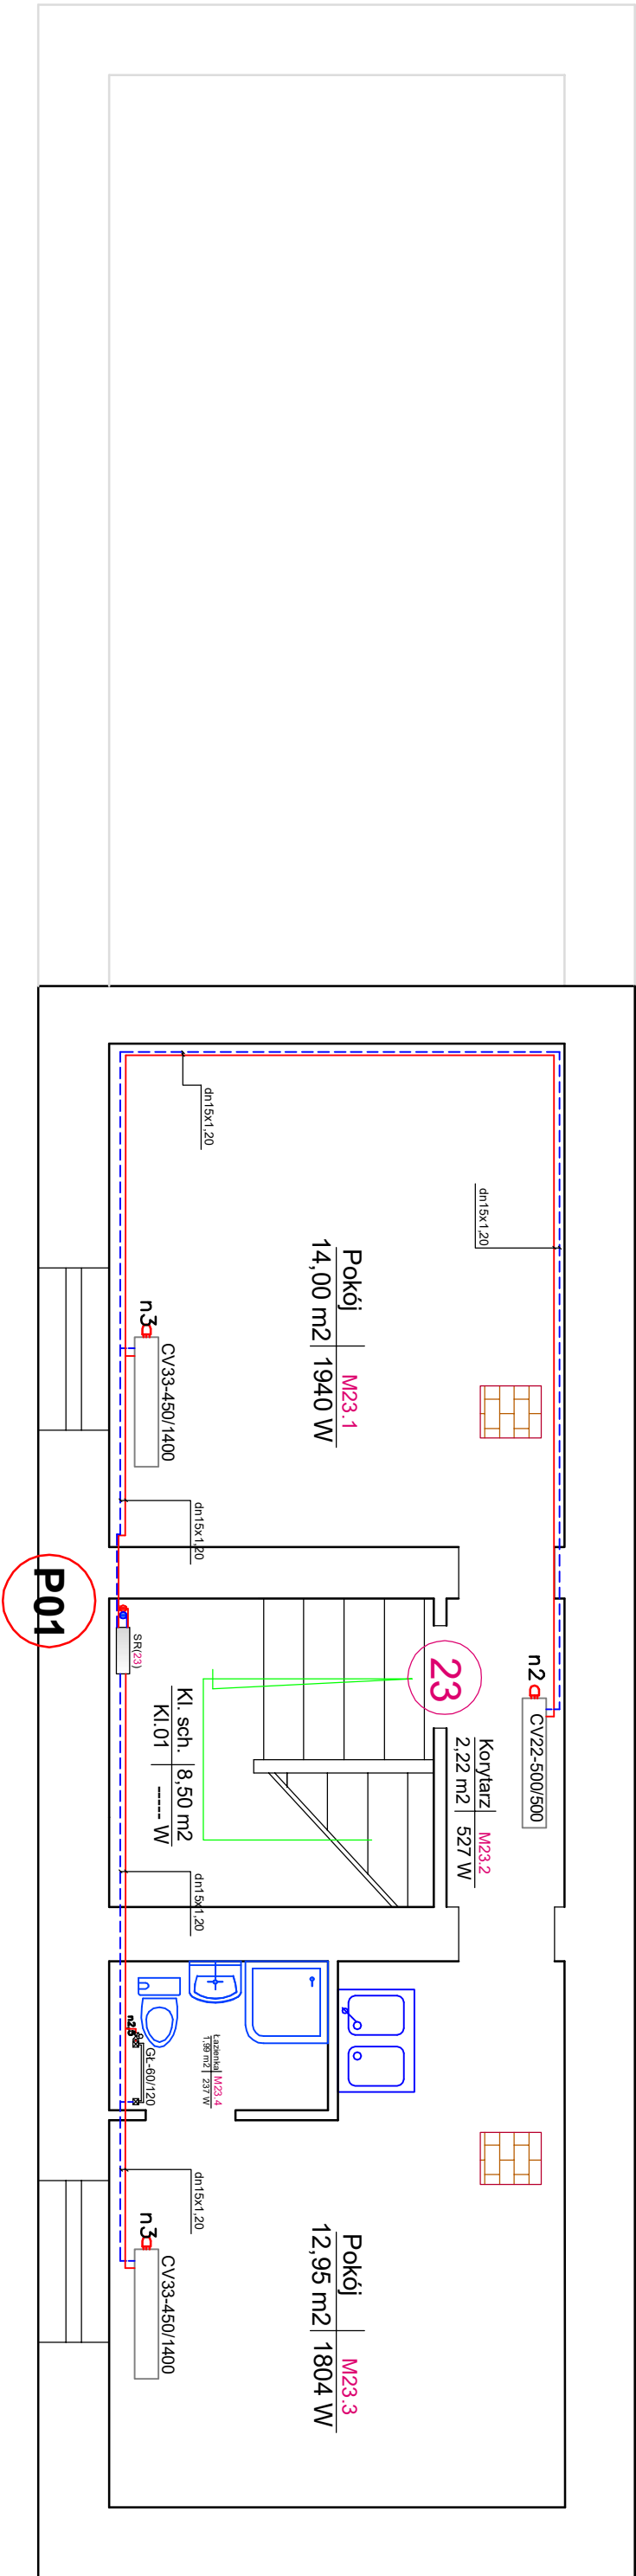 dn15x1,20
dn15x1,20
Pokój M23.1
14,00 m2 1940 W
n3
CV33-450/1400
dn15x1,20
P01
SR(23)
23
n2
CV22-500/500
Korytarz M23.2
2,22 m2 527 W
Kl. sch. 8,50 m2
Kl.01 ----- W
dn15x1,20
Łazienka M23.4
1,99 m2 237 W
n2,5
GŁ-60/120
dn15x1,20
n3
CV33-450/1400
Pokój M23.3
12,95 m2 1804 W